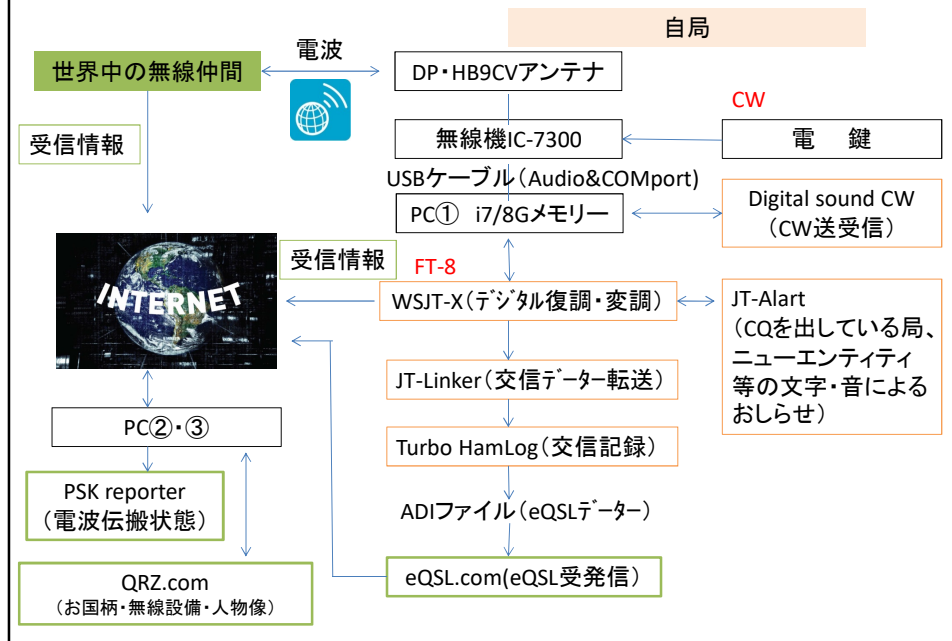 自局
電波
世界中の無線仲間
DP・HB9CVアンテナ
CW
受信情報
無線機IC-7300
電　鍵
USBケーブル(Audio&COMport)
PC① i7/8Gメモリー
Digital sound CW
(CW送受信)
受信情報
FT-8
INTERNET
WSJT-X(デジタル復調・変調)
JT-Alart
(CQを出している局、
ニューエンティティ
等の文字・音による
おしらせ)
JT-Linker(交信ﾃﾞｰﾀｰ転送)
PC②・③
Turbo HamLog(交信記録)
PSK reporter
(電波伝搬状態)
ADIファイル(eQSLﾃﾞｰﾀｰ)
QRZ.com
(お国柄・無線設備・人物像)
eQSL.com(eQSL受発信)